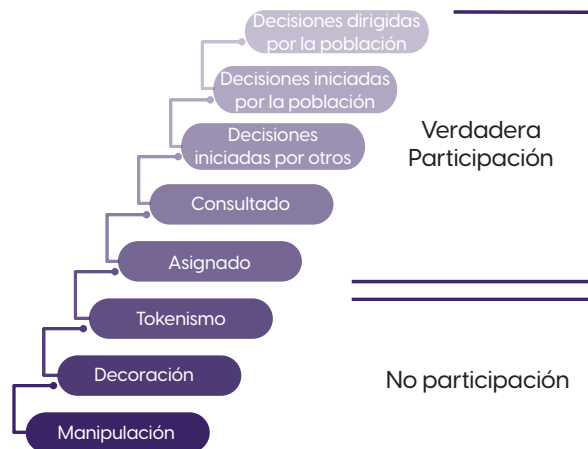 Decisiones dirigidas
por la población
Decisiones iniciadas
por la población
Decisiones
iniciadas por otros
Consultado
Asignado
Tokenismo
Decoración
Manipulación
Verdadera
Participación
No participación